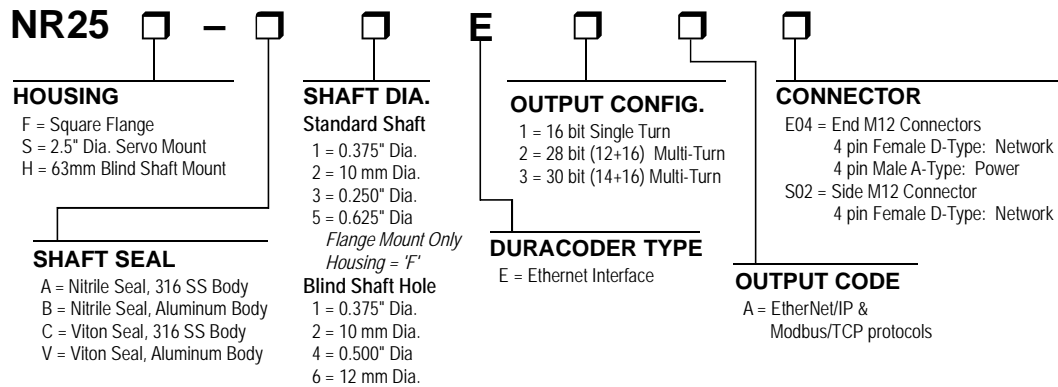 NR25 – E
HOUSING
F = Square Flange
S = 2.5" Dia. Servo Mount
H = 63mm Blind Shaft Mount
SHAFT SEAL
A = Nitrile Seal, 316 SS Body
B = Nitrile Seal, Aluminum Body
C = Viton Seal, 316 SS Body
V = Viton Seal, Aluminum Body
SHAFT DIA.
Standard Shaft
1 = 0.375" Dia.
2 = 10 mm Dia.
3 = 0.250" Dia.
5 = 0.625" Dia
Flange Mount Only
Housing = 'F'
Blind Shaft Hole
1 = 0.375" Dia.
2 = 10 mm Dia.
4 = 0.500" Dia
6 = 12 mm Dia.
OUTPUT CONFIG.
1 = 16 bit Single Turn
2 = 28 bit (12+16) Multi-Turn
3 = 30 bit (14+16) Multi-Turn
DURACODER TYPE
E = Ethernet Interface
CONNECTOR
E04 = End M12 Connectors
4 pin Female D-Type: Network
4 pin Male A-Type: Power
S02 = Side M12 Connector
4 pin Female D-Type: Network
OUTPUT CODE
A = EtherNet/IP &
Modbus/TCP protocols